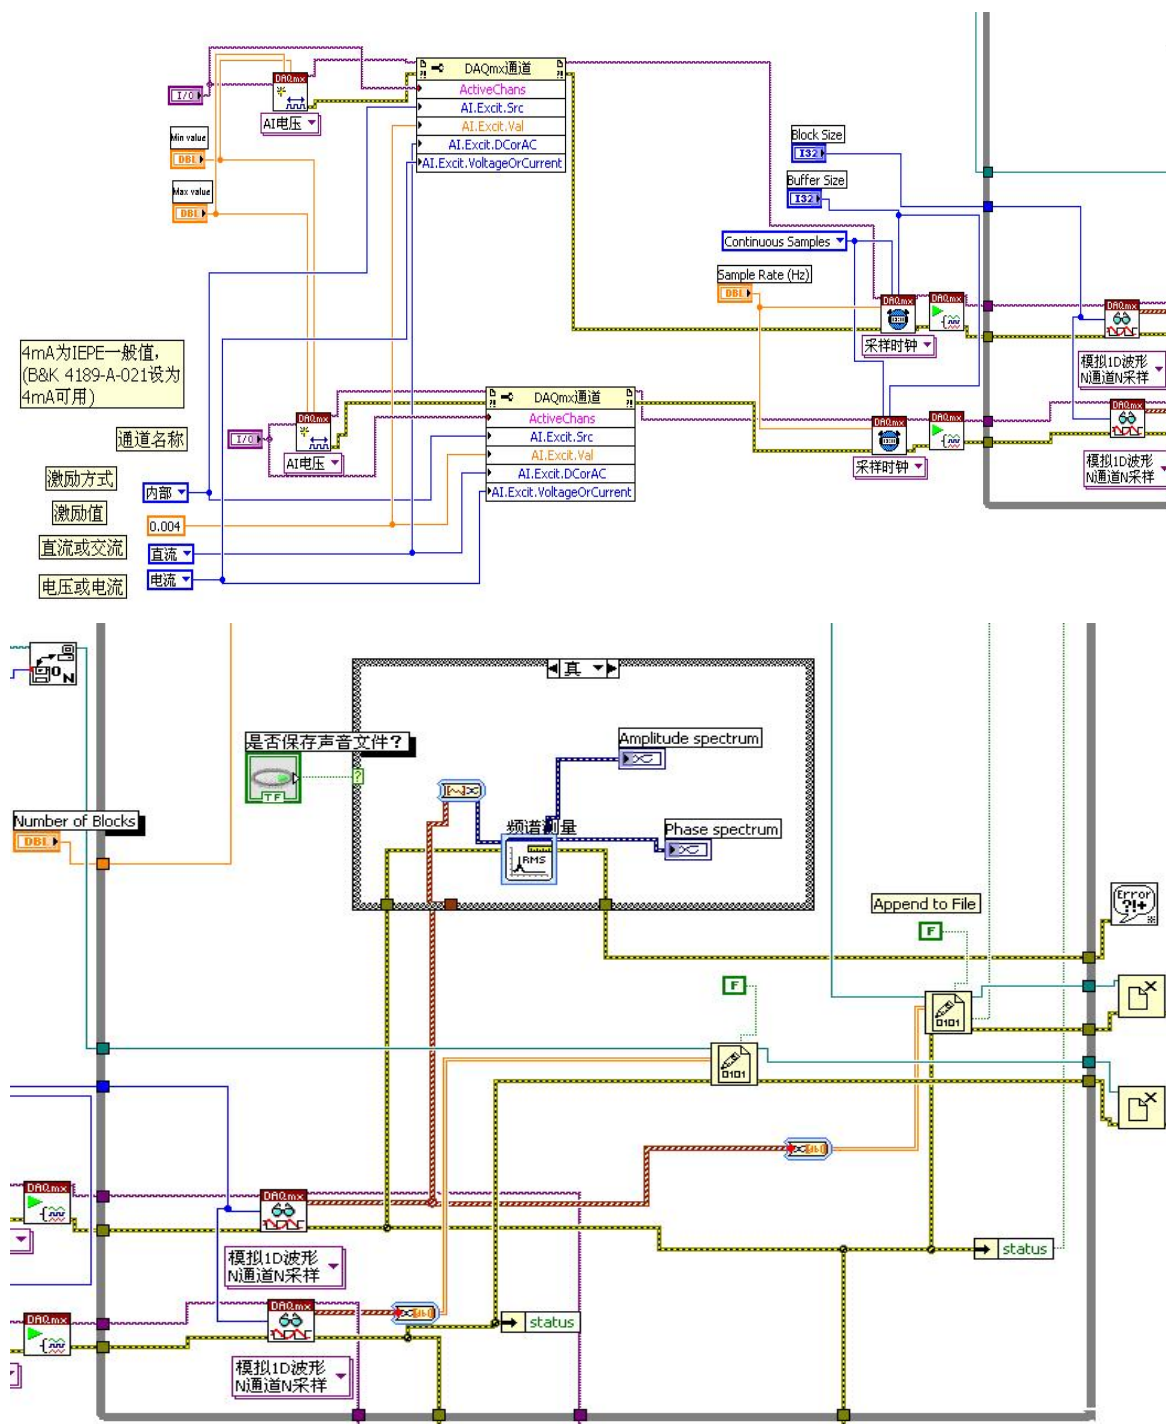 DAQmx通道
ActiveChans
AI.Excit.Src
AI.Excit.Val
AI.Excit.DCorAC
AI.Excit.VoltageOrCurrent
I/O
DAQmx
AI电压
Min value
DBL
Max value
DBL
Block Size
I32
Buffer Size
I32
Continuous Samples
Sample Rate (Hz)
DBL
DAQmx
DAQmx
DAQmx
采样时钟
模拟1D波形
N通道N采样
4mA为IEPE一般值，
(B&K 4189-A-021设为
4mA可用)
DAQmx通道
ActiveChans
AI.Excit.Src
AI.Excit.Val
AI.Excit.DCorAC
AI.Excit.VoltageOrCurrent
I/O
DAQmx
AI电压
DAQmx
DAQmx
DAQmx
采样时钟
模拟1D波形
N通道N采样
通道名称
激励方式
内部
激励值
0.004
直流或交流
直流
电压或电流
电流
真
是否保存声音文件？
TF
Amplitude spectrum
频谱测量
RMS
Phase spectrum
Number of Blocks
DBL
Error
?!+
Append to File
F
F
0101
0101
DAQmx
DAQmx
模拟1D波形
N通道N采样
status
DAQmx
DAQmx
status
模拟1D波形
N通道N采样